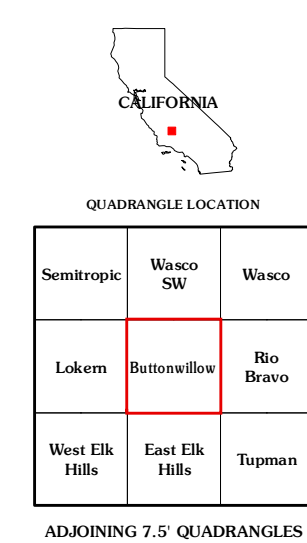 CALIFORNIA
QUADRANGLE LOCATION
Semitropic
Wasco
SW
Wasco
Lokern
Buttonwillow
Rio
Bravo
West Elk
Hills
East Elk
Hills
Tupman
ADJOINING 7.5' QUADRANGLES